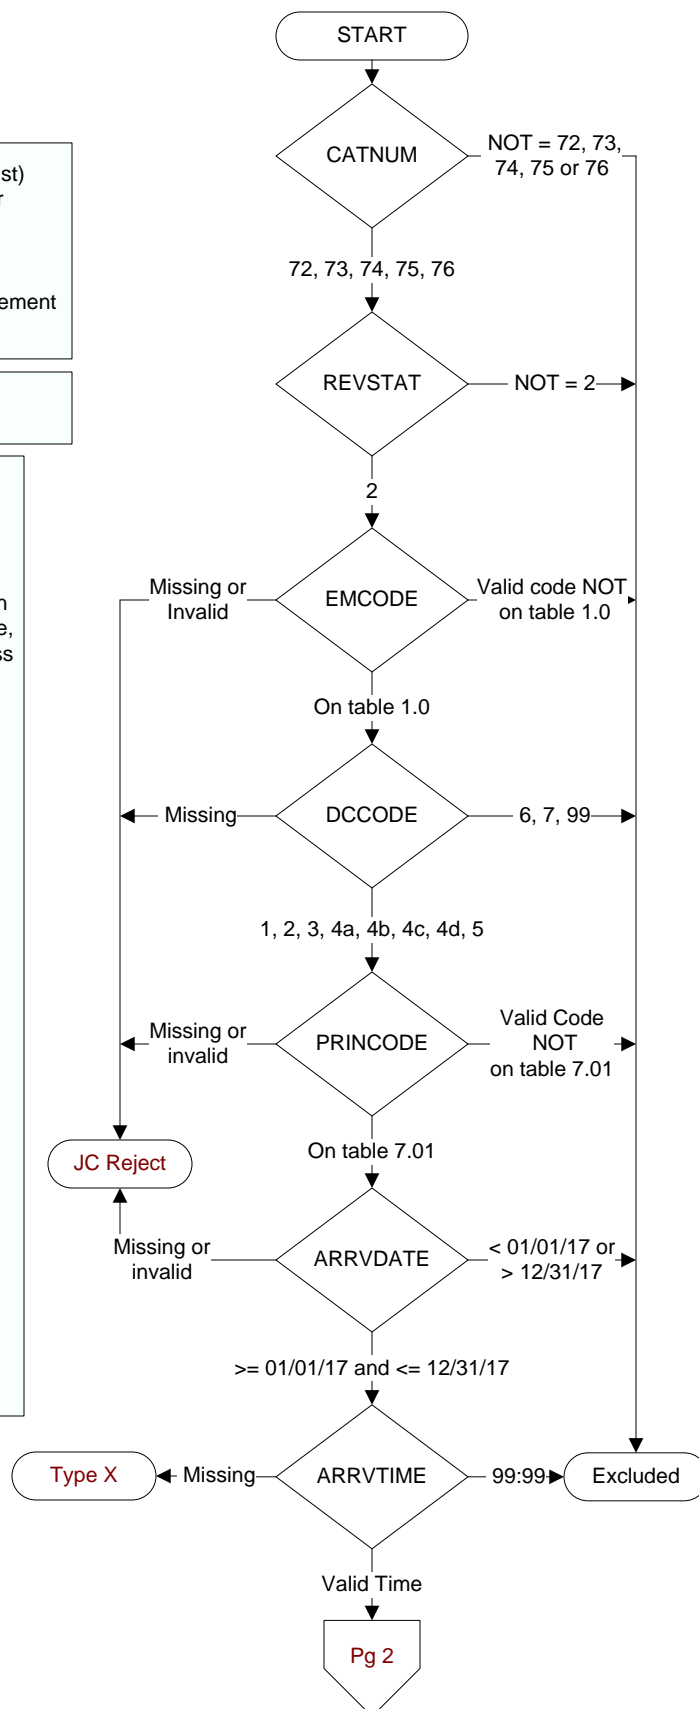 START
CATNUM
NOT = 72, 73,
74, 75 or 76
st)
r
ement
72, 73, 74, 75, 76
REVSTAT
NOT = 2
2
n
e,
ss
Missing or
Invalid
EMCODE
Valid code NOT
on table 1.0
On table 1.0
Missing
DCCODE
6, 7, 99
1, 2, 3, 4a, 4b, 4c, 4d, 5
Missing or
invalid
PRINCODE
Valid Code
NOT
on table 7.01
On table 7.01
JC Reject
Missing or
invalid
ARRVDATE
< 01/01/17 or
> 12/31/17
>= 01/01/17 and <= 12/31/17
Type X
Missing
ARRVTIME
99:99
Excluded
Valid Time
Pg 2